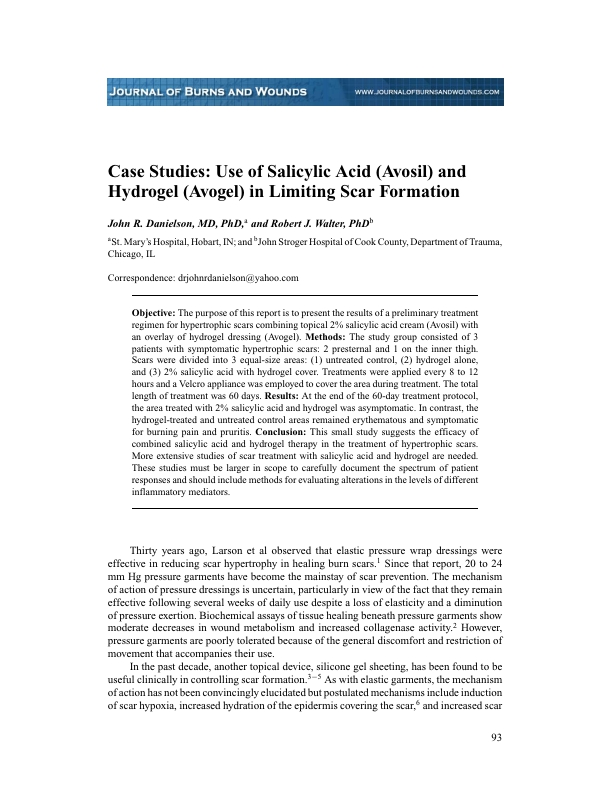 JOURNAL OF BURNS AND WOUNDS
WWW.JOURNALOFBURNSANDWOUNDS.COM
Case Studies: Use of Salicylic Acid (Avosil) and
Hydrogel (Avogel) in Limiting Scar Formation
John R. Danielson, MD, PhD,a and Robert J. Walter, PhDb
aSt. Mary's Hospital, Hobart, IN; and bJohn Stroger Hospital of Cook County, Department of Trauma,
Chicago, IL
Correspondence: drjohnrdanielson@yahoo.com
Objective: The purpose of this report is to present the results of a preliminary treatment
regimen for hypertrophic scars combining topical 2% salicylic acid cream (Avosil) with
an overlay of hydrogel dressing (Avogel). Methods: The study group consisted of 3
patients with symptomatic hypertrophic scars: 2 presternal and 1 on the inner thigh.
Scars were divided into 3 equal-size areas: (1) untreated control, (2) hydrogel alone,
and (3) 2% salicylic acid with hydrogel cover. Treatments were applied every 8 to 12
hours and a Velcro appliance was employed to cover the area during treatment. The total
length of treatment was 60 days. Results: At the end of the 60-day treatment protocol,
the area treated with 2% salicylic acid and hydrogel was asymptomatic. In contrast, the
hydrogel-treated and untreated control areas remained erythematous and symptomatic
for burning pain and pruritis. Conclusion: This small study suggests the efficacy of
combined salicylic acid and hydrogel therapy in the treatment of hypertrophic scars.
More extensive studies of scar treatment with salicylic acid and hydrogel are needed.
These studies must be larger in scope to carefully document the spectrum of patient
responses and should include methods for evaluating alterations in the levels of different
inflammatory mediators.
Thirty years ago, Larson et al observed that elastic pressure wrap dressings were
effective in reducing scar hypertrophy in healing burn scars.1 Since that report, 20 to 24
mm Hg pressure garments have become the mainstay of scar prevention. The mechanism
of action of pressure dressings is uncertain, particularly in view of the fact that they remain
effective following several weeks of daily use despite a loss of elasticity and a diminution
of pressure exertion. Biochemical assays of tissue healing beneath pressure garments show
moderate decreases in wound metabolism and increased collagenase activity.2 However,
pressure garments are poorly tolerated because of the general discomfort and restriction of
movement that accompanies their use.
In the past decade, another topical device, silicone gel sheeting, has been found to be
useful clinically in controlling scar formation.3–5 As with elastic garments, the mechanism
of action has not been convincingly elucidated but postulated mechanisms include induction
of scar hypoxia, increased hydration of the epidermis covering the scar,6 and increased scar
93